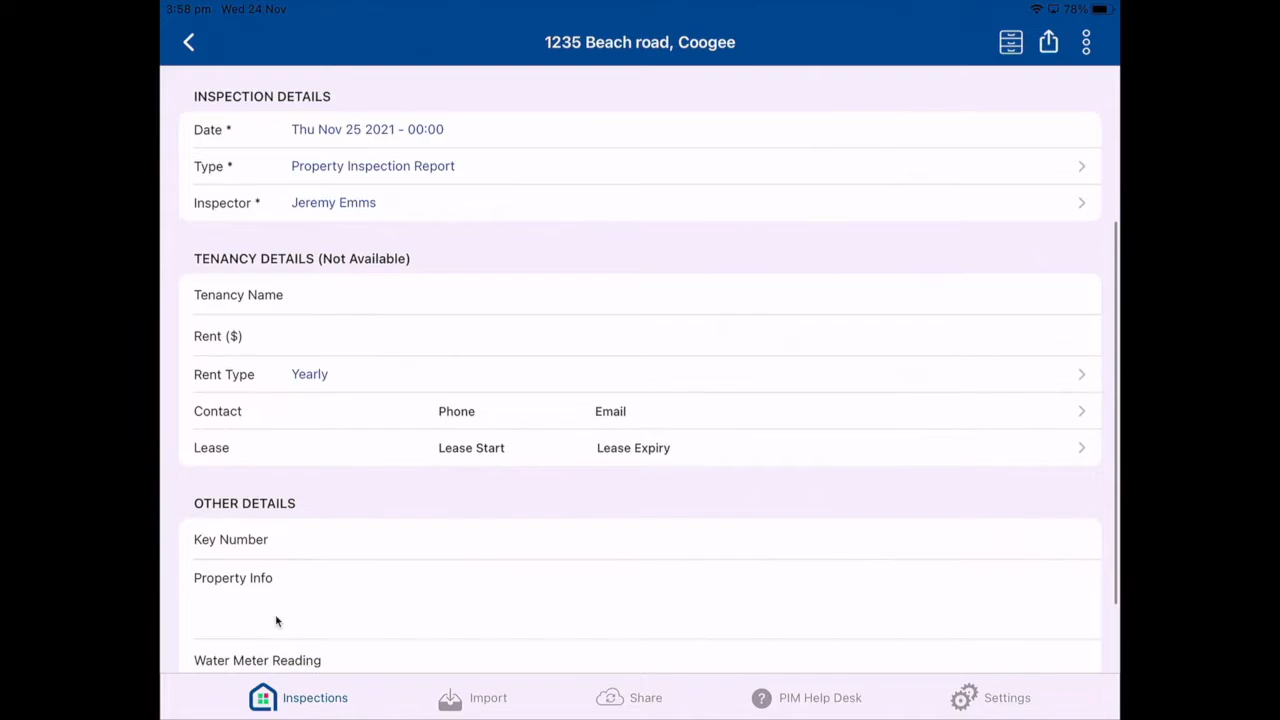 3:58 pm Wed 24 Nov 78%
1235 Beach road, Coogee
INSPECTION DETAILS
Date * Thu Nov 25 2021 - 00:00
Type * Property Inspection Report
Inspector * Jeremy Emms
TENANCY DETAILS (Not Available)
Tenancy Name
Rent ($)
Rent Type Yearly
Contact Phone Email
Lease Lease Start Lease Expiry
OTHER DETAILS
Key Number
Property Info
Water Meter Reading
Inspections Import Share ? PIM Help Desk Settings